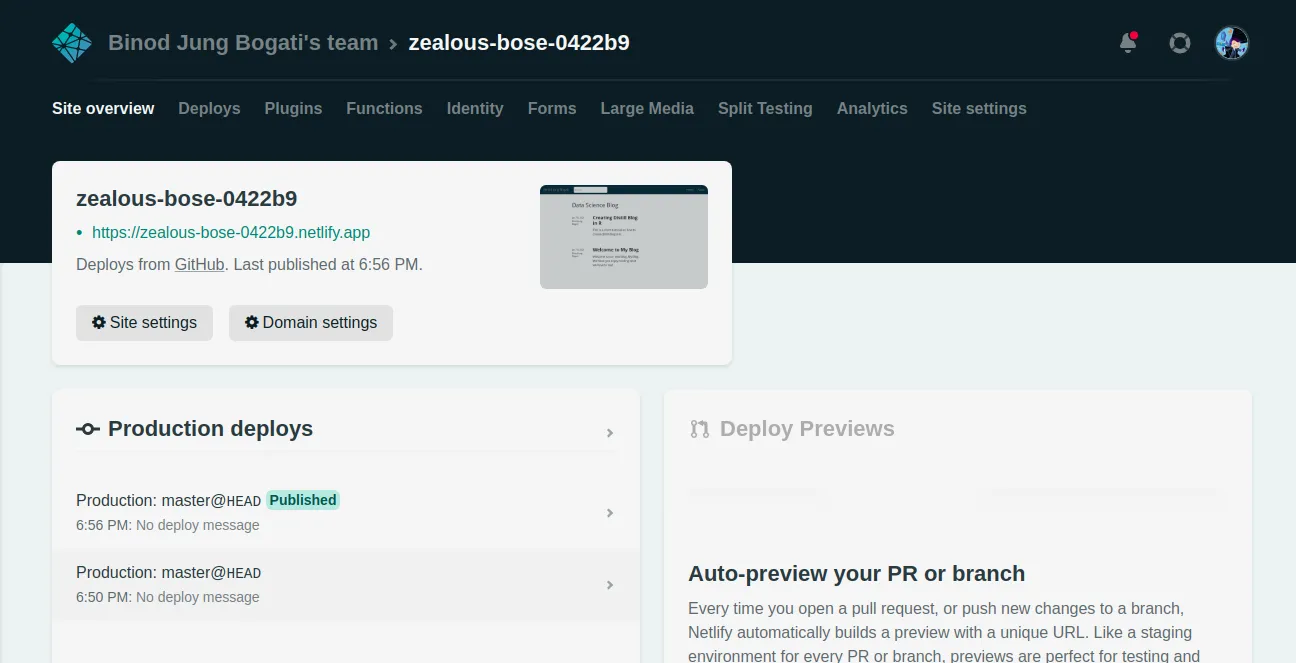 Binod Jung Bogati's team > zealous-bose-0422b9
Site overview Deploys Plugins Functions Identity Forms Large Media Split Testing Analytics Site settings
zealous-bose-0422b9
• https://zealous-bose-0422b9.netlify.app
Deploys from GitHub. Last published at 6:56 PM.
Site settings Domain settings
Data Science Blog
Creating Distill Blog
in R
Welcome to My Blog
Production deploys
Production: master@HEAD Published
6:56 PM: No deploy message
Production: master@HEAD
6:50 PM: No deploy message
Deploy Previews
Auto-preview your PR or branch
Every time you open a pull request, or push new changes to a branch,
Netlify automatically builds a preview with a unique URL. Like a staging
environment for every PR or branch, previews are perfect for testing and